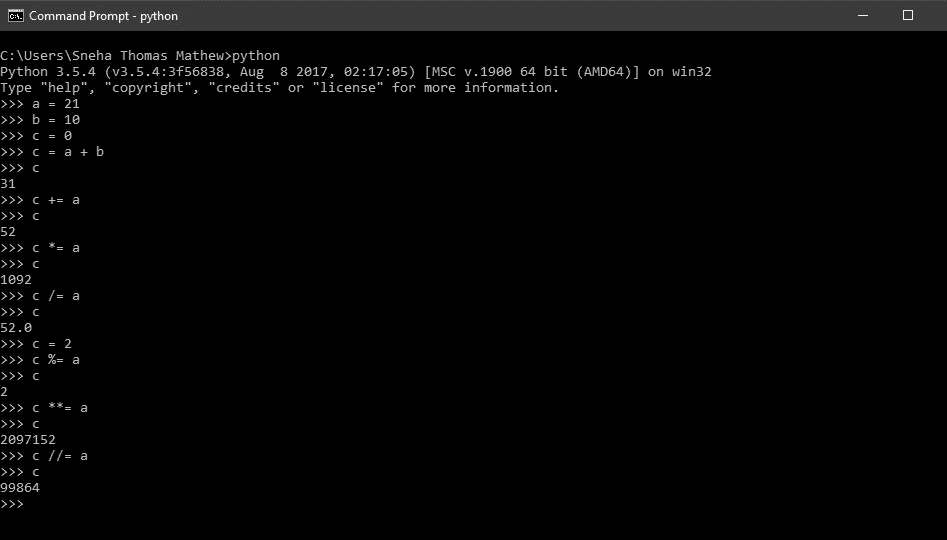 Command Prompt - python
C:\Users\Sneha Thomas Mathew>python
Python 3.5.4 (v3.5.4:3f56838, Aug  8 2017, 02:17:05) [MSC v.1900 64 bit (AMD64)] on win32
Type "help", "copyright", "credits" or "license" for more information.
>>> a = 21
>>> b = 10
>>> c = 0
>>> c = a + b
>>> c
31
>>> c += a
>>> c
52
>>> c *= a
>>> c
1092
>>> c /= a
>>> c
52.0
>>> c = 2
>>> c %= a
>>> c
2
>>> c **= a
>>> c
2097152
>>> c //= a
>>> c
99864
>>>